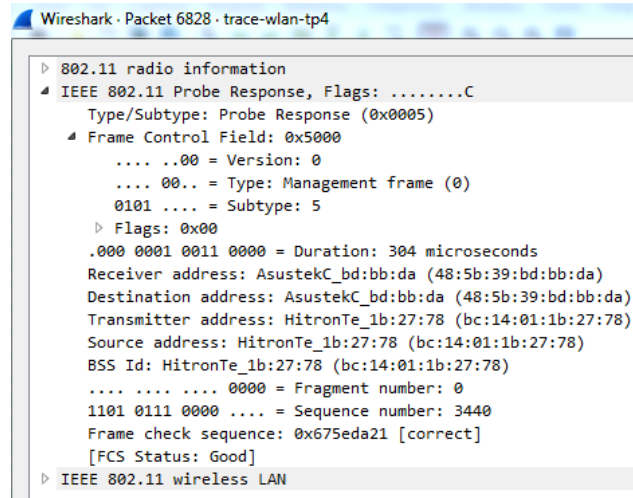 Wireshark · Packet 6828 · trace-wlan-tp4
802.11 radio information
IEEE 802.11 Probe Response, Flags: ........C
Type/Subtype: Probe Response (0x0005)
Frame Control Field: 0x5000
.... ..00 = Version: 0
.... 00.. = Type: Management frame (0)
0101 .... = Subtype: 5
Flags: 0x00
.000 0001 0011 0000 = Duration: 304 microseconds
Receiver address: AsustekC_bd:bb:da (48:5b:39:bd:bb:da)
Destination address: AsustekC_bd:bb:da (48:5b:39:bd:bb:da)
Transmitter address: HitronTe_1b:27:78 (bc:14:01:1b:27:78)
Source address: HitronTe_1b:27:78 (bc:14:01:1b:27:78)
BSS Id: HitronTe_1b:27:78 (bc:14:01:1b:27:78)
.... .... .... 0000 = Fragment number: 0
1101 0111 0000 .... = Sequence number: 3440
Frame check sequence: 0x675eda21 [correct]
[FCS Status: Good]
IEEE 802.11 wireless LAN